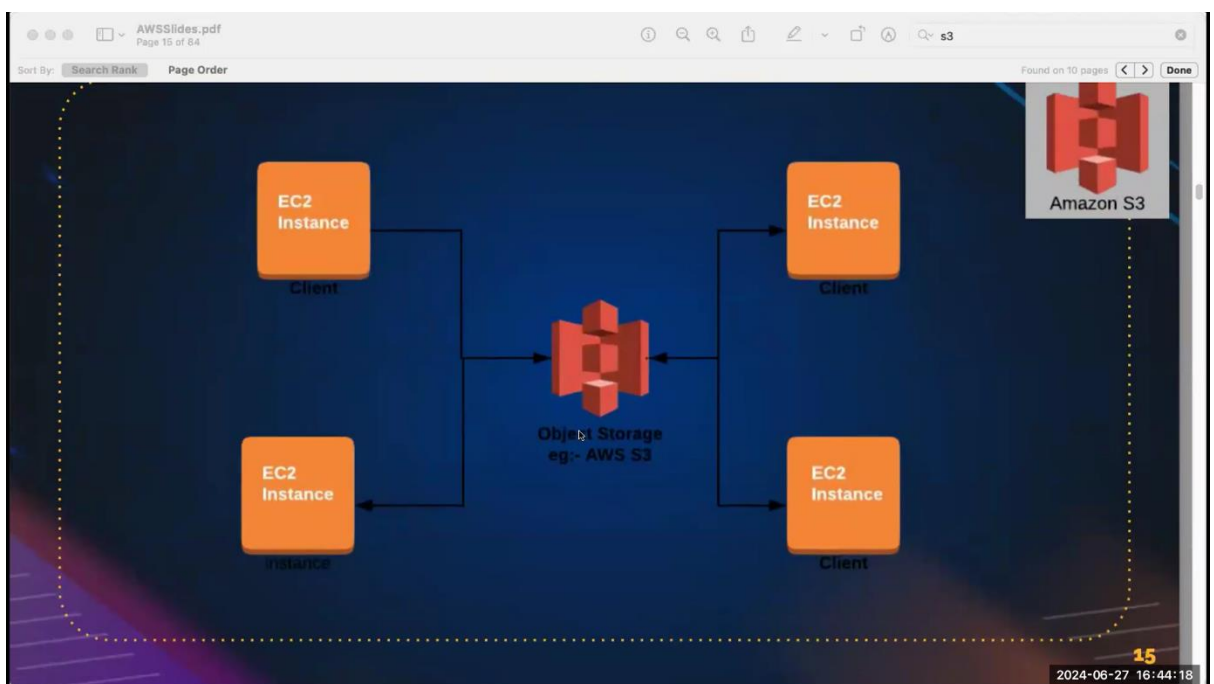 AWSSlides.pdf
Page 15 of 84
s3
Sort By: Search Rank Page Order
Found on 10 pages < > Done
Amazon S3
EC2
Instance
Client
EC2
Instance
Client
Object Storage
eg:- AWS S3
EC2
Instance
Instance
EC2
Instance
Client
15
2024-06-27 16:44:18